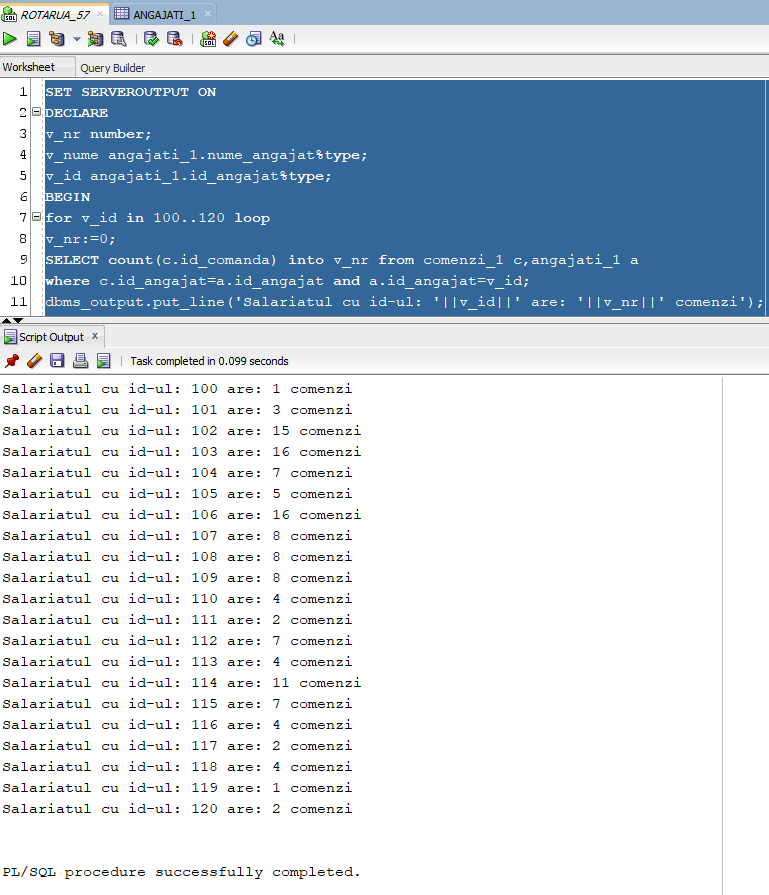 ROTARUA_57 × ANGAJATI_1 ×
SQL
Aa
Worksheet Query Builder
1 SET SERVEROUTPUT ON
2 DECLARE
3 v_nr number;
4 v_nume angajati_1.nume_angajat%type;
5 v_id angajati_1.id_angajat%type;
6 BEGIN
7 for v_id in 100..120 loop
8 v_nr:=0;
9 SELECT count(c.id_comanda) into v_nr from comenzi_1 c,angajati_1 a
10 where c.id_angajat=a.id_angajat and a.id_angajat=v_id;
11 dbms_output.put_line('Salariatul cu id-ul: '||v_id||' are: '||v_nr||' comenzi');
Script Output x
Task completed in 0.099 seconds
Salariatul cu id-ul: 100 are: 1 comenzi
Salariatul cu id-ul: 101 are: 3 comenzi
Salariatul cu id-ul: 102 are: 15 comenzi
Salariatul cu id-ul: 103 are: 16 comenzi
Salariatul cu id-ul: 104 are: 7 comenzi
Salariatul cu id-ul: 105 are: 5 comenzi
Salariatul cu id-ul: 106 are: 16 comenzi
Salariatul cu id-ul: 107 are: 8 comenzi
Salariatul cu id-ul: 108 are: 8 comenzi
Salariatul cu id-ul: 109 are: 8 comenzi
Salariatul cu id-ul: 110 are: 4 comenzi
Salariatul cu id-ul: 111 are: 2 comenzi
Salariatul cu id-ul: 112 are: 7 comenzi
Salariatul cu id-ul: 113 are: 4 comenzi
Salariatul cu id-ul: 114 are: 11 comenzi
Salariatul cu id-ul: 115 are: 7 comenzi
Salariatul cu id-ul: 116 are: 4 comenzi
Salariatul cu id-ul: 117 are: 2 comenzi
Salariatul cu id-ul: 118 are: 4 comenzi
Salariatul cu id-ul: 119 are: 1 comenzi
Salariatul cu id-ul: 120 are: 2 comenzi
PL/SQL procedure successfully completed.